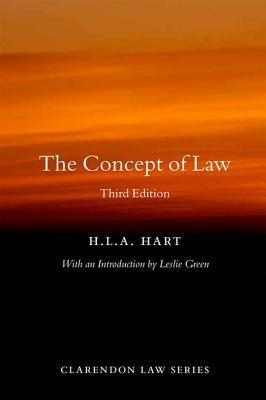 The Concept of Law
Third Edition
H.L.A. HART
With an Introduction by Leslie Green
CLARENDON LAW SERIES